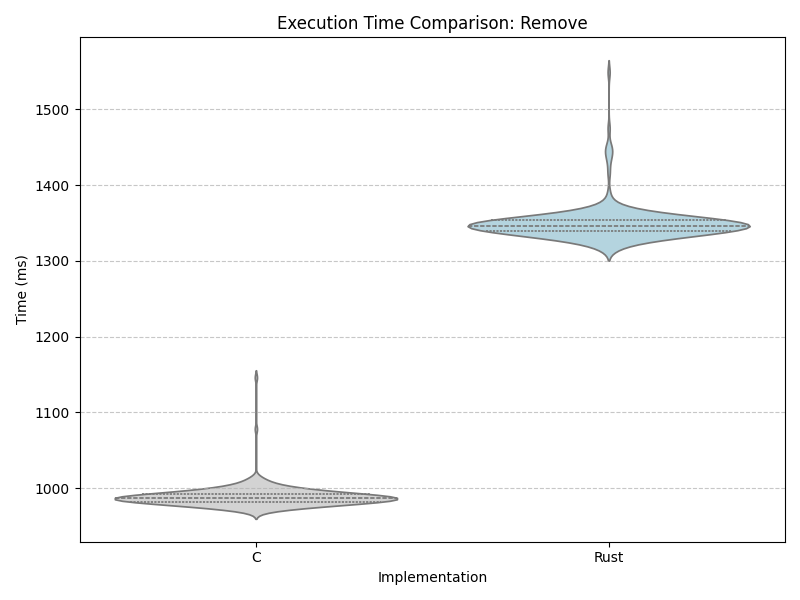 Execution Time Comparison: Remove
1500
1400
1300
1200
1100
1000
Time (ms)
C
Rust
Implementation